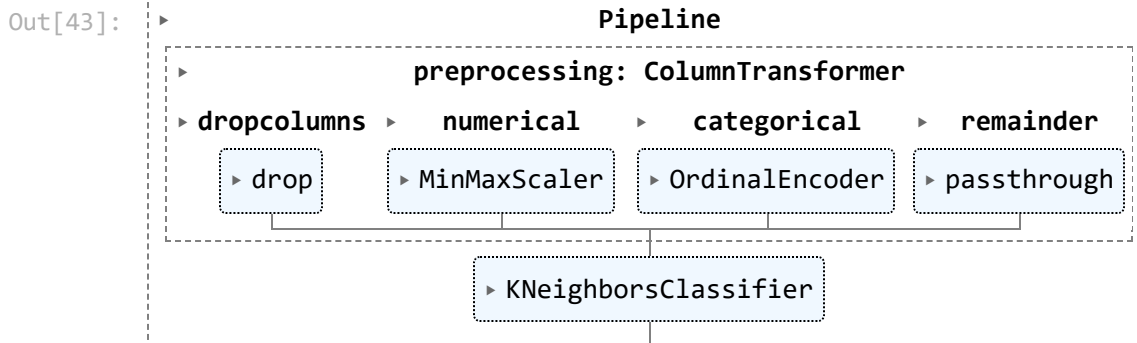 Out[43]:
Pipeline
preprocessing: ColumnTransformer
dropcolumns numerical categorical remainder
drop MinMaxScaler OrdinalEncoder passthrough
KNeighborsClassifier